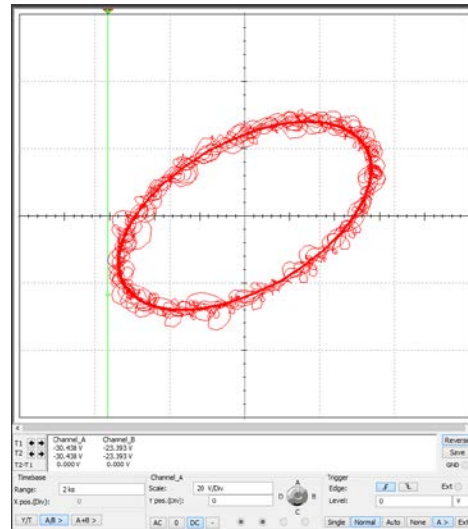 Channel_A Channel_B
T1 -30.438 V -23.393 V
T2 -30.438 V -23.393 V
T2-T1 0.000 V 0.000 V
Reverse
Save
GND
Timebase
Range: 2 ks
X pos.(Div): 0
Y/T A/B > A+B >
Channel_A
Scale: 20 V/Div
Y pos.(Div): 0
AC 0 DC -
A
D B
C
Trigger
Edge: Ext
Level: 0 V
Single Normal Auto None A > Ext